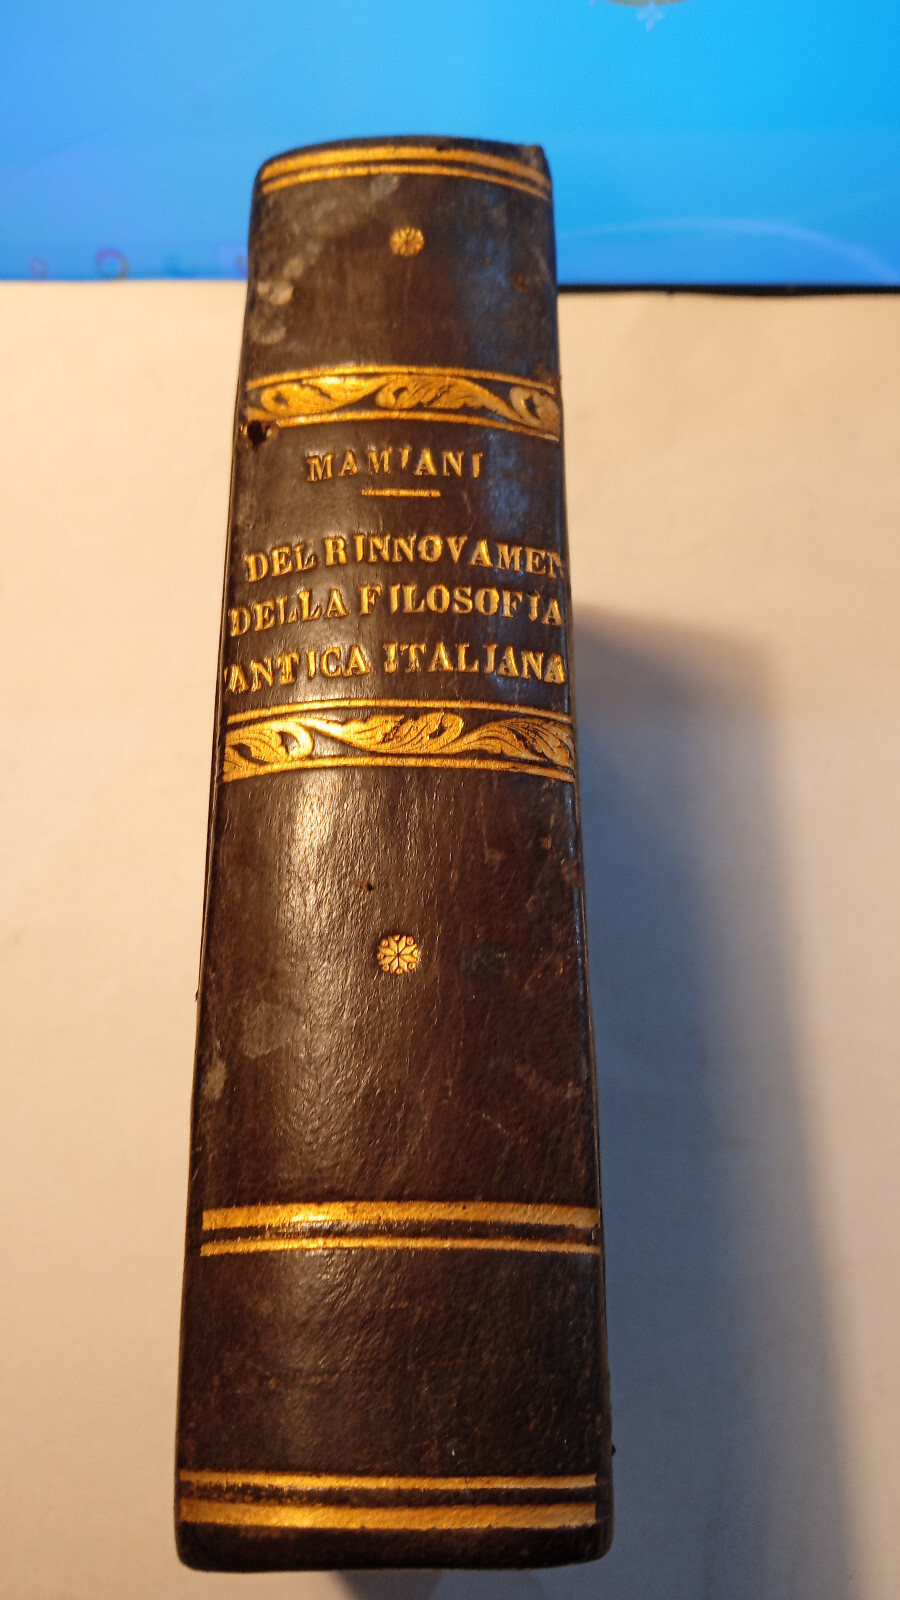 MAMIANI
DEL RINNOVAMEN
DELLA FILOSOFIA
ANTICA ITALIANA